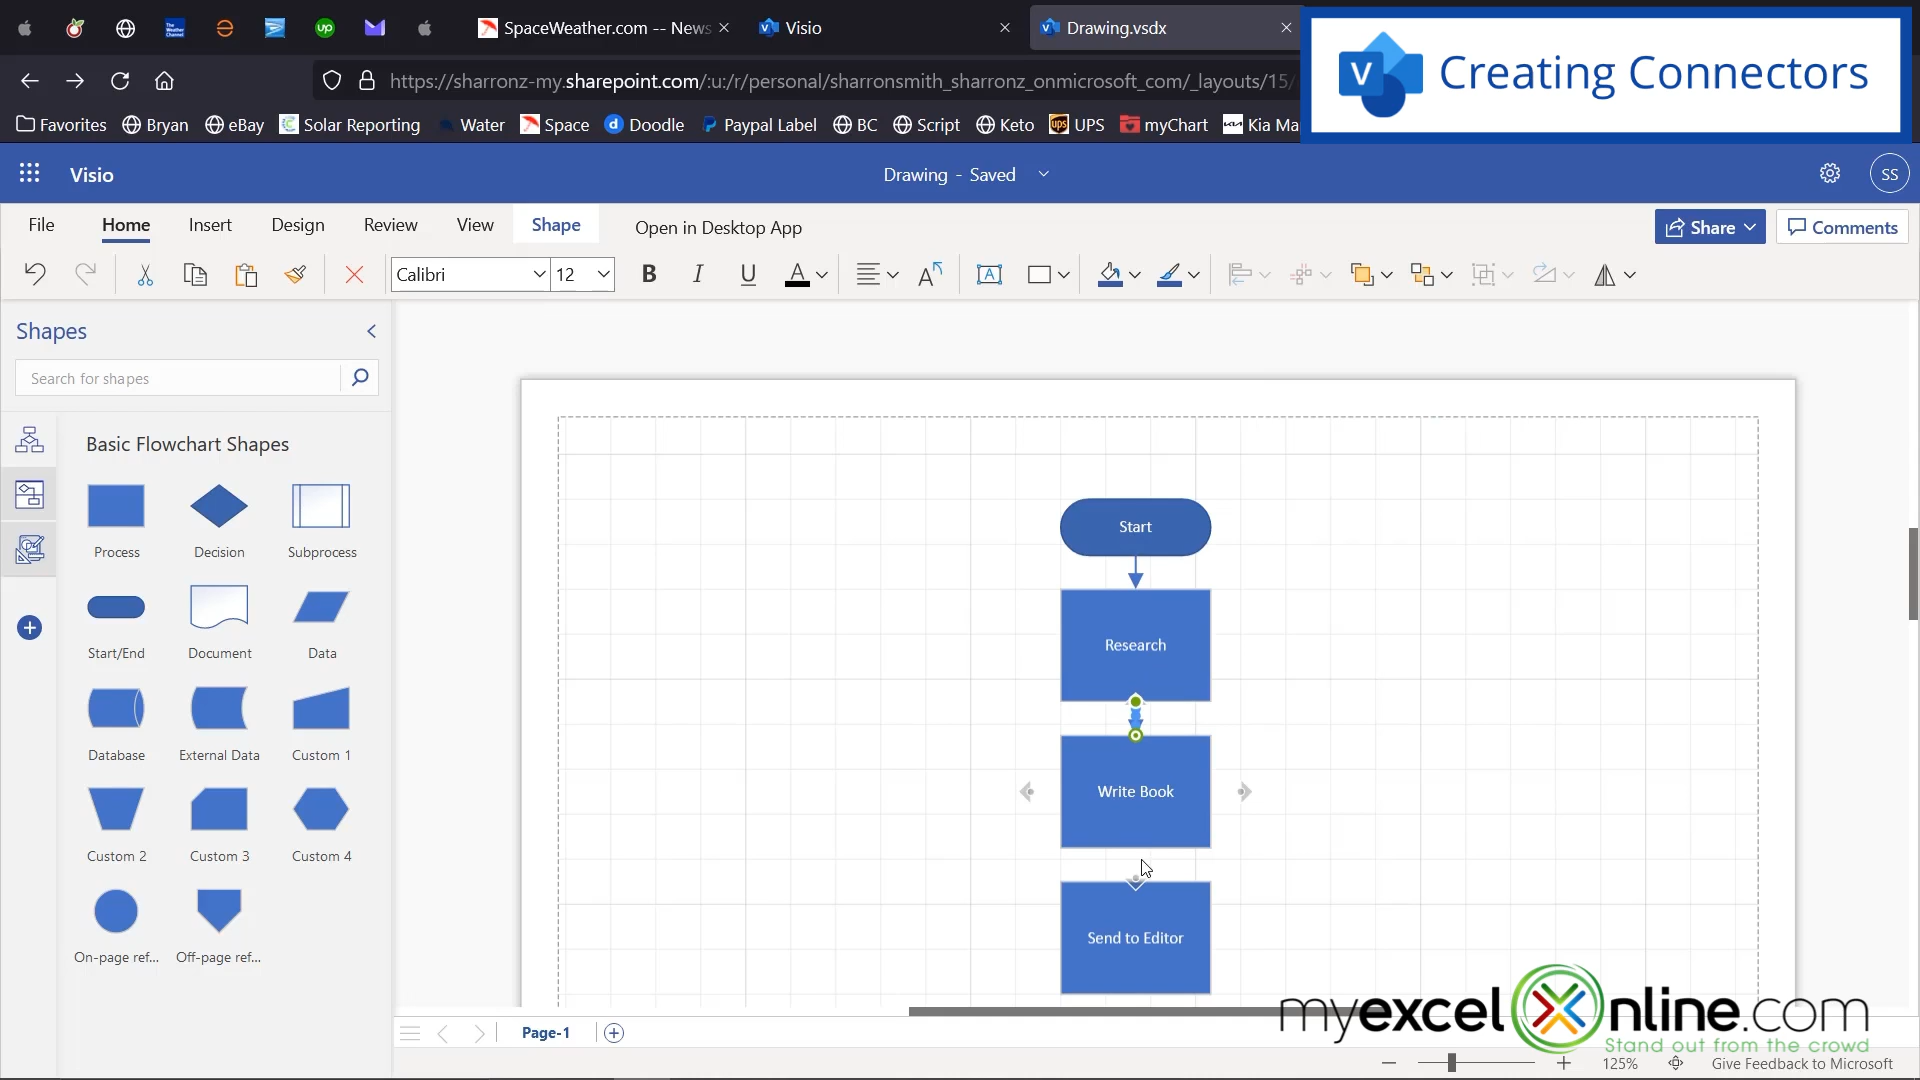 SpaceWeather.com -- News
Visio
Drawing.vsdx
https://sharronz-my.sharepoint.com/:u:/r/personal/sharronsmith_sharronz_onmicrosoft_com/_layouts/15/
V Creating Connectors
Favorites Bryan eBay Solar Reporting Water Space Doodle Paypal Label BC Script Keto UPS myChart Kia Ma
Visio
Drawing - Saved
SS
File Home Insert Design Review View Shape Open in Desktop App
Share
Comments
Calibri
12
B I U A A A
Shapes
Search for shapes
Basic Flowchart Shapes
Process Decision Subprocess
Start/End Document Data
Database External Data Custom 1
Custom 2 Custom 3 Custom 4
On-page ref... Off-page ref...
Start
Research
Write Book
Send to Editor
Page-1
myexcelonline.com
Stand out from the crowd
125%
Give Feedback to Microsoft